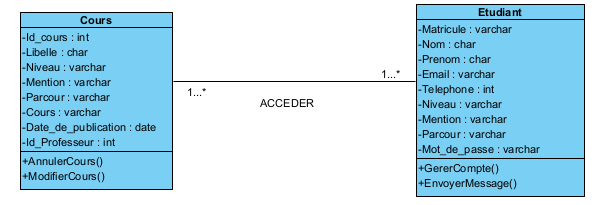 Cours
-Id_cours : int
-Libelle : char
-Niveau : varchar
-Mention : varchar
-Parcour : varchar
-Cours : varchar
-Date_de_publication : date
-Id_Professeur : int
+AnnulerCours()
+ModifierCours()
1...*
ACCEDER
1...*
Etudiant
-Matricule : varchar
-Nom : char
-Prenom : char
-Email : varchar
-Telephone : int
-Niveau : varchar
-Mention : varchar
-Parcour : varchar
-Mot_de_passe : varchar
+GererCompte()
+EnvoyerMessage()